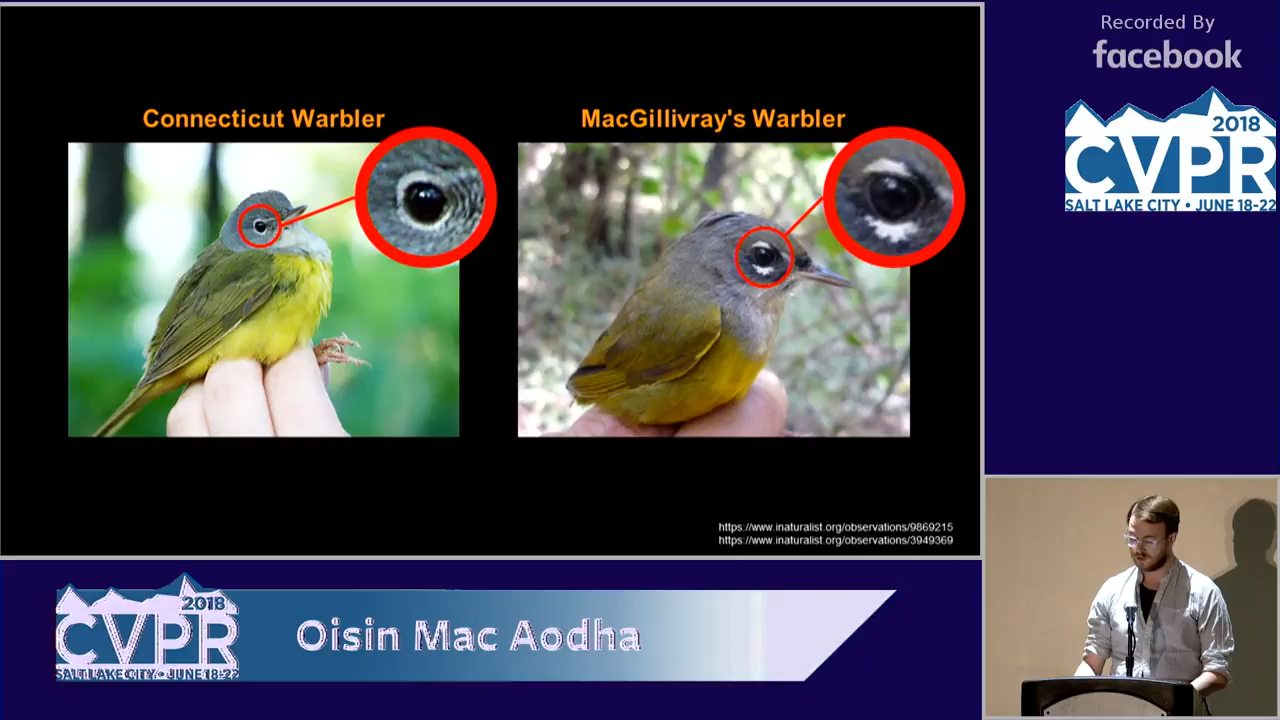 Connecticut Warbler
MacGillivray's Warbler
https://www.inaturalist.org/observations/9869215
https://www.inaturalist.org/observations/3949369
Recorded By
facebook
2018
CVPR
SALT LAKE CITY • JUNE 18-22
2018
CVPR
SALT LAKE CITY • JUNE 18-22
Oisin Mac Aodha